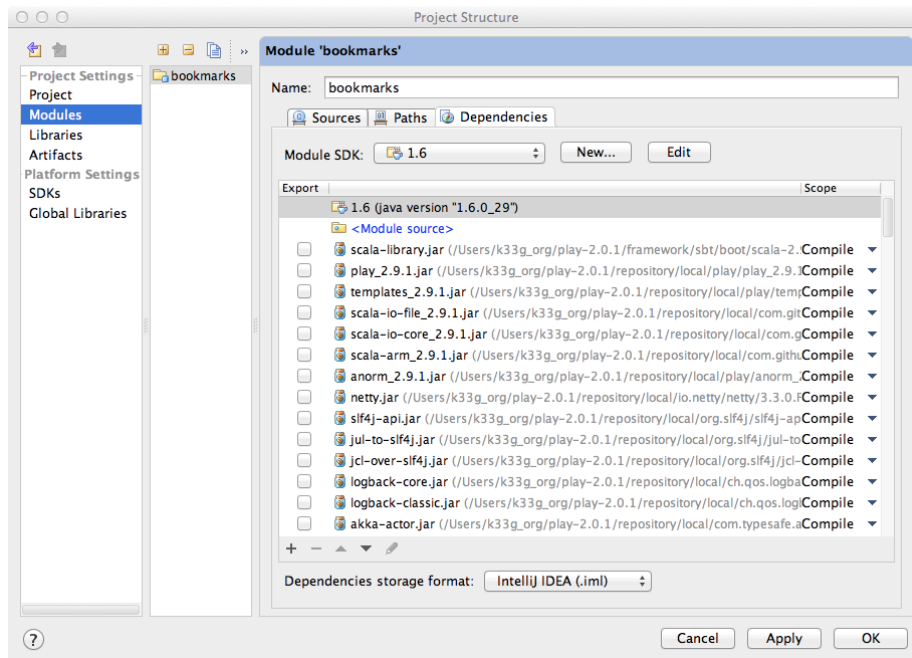 Project Structure
»
Module 'bookmarks'
Project Settings
bookmarks
Project
Modules
Libraries
Artifacts
Platform Settings
SDKs
Global Libraries
Name: bookmarks
Sources Paths Dependencies
Module SDK: 1.6 New... Edit
Export Scope
1.6 (java version "1.6.0_29")
<Module source>
scala-library.jar (/Users/k33g_org/play-2.0.1/framework/sbt/boot/scala-2. Compile
play_2.9.1.jar (/Users/k33g_org/play-2.0.1/repository/local/play/play_2.9.1 Compile
templates_2.9.1.jar (/Users/k33g_org/play-2.0.1/repository/local/play/temp Compile
scala-io-file_2.9.1.jar (/Users/k33g_org/play-2.0.1/repository/local/com.git Compile
scala-io-core_2.9.1.jar (/Users/k33g_org/play-2.0.1/repository/local/com.g Compile
scala-arm_2.9.1.jar (/Users/k33g_org/play-2.0.1/repository/local/com.githu Compile
anorm_2.9.1.jar (/Users/k33g_org/play-2.0.1/repository/local/play/anorm_ Compile
netty.jar (/Users/k33g_org/play-2.0.1/repository/local/io.netty/netty/3.3.0.F Compile
slf4j-api.jar (/Users/k33g_org/play-2.0.1/repository/local/org.slf4j/slf4j-ap Compile
jul-to-slf4j.jar (/Users/k33g_org/play-2.0.1/repository/local/org.slf4j/jul-to Compile
jcl-over-slf4j.jar (/Users/k33g_org/play-2.0.1/repository/local/org.slf4j/jcl- Compile
logback-core.jar (/Users/k33g_org/play-2.0.1/repository/local/ch.qos.logba Compile
logback-classic.jar (/Users/k33g_org/play-2.0.1/repository/local/ch.qos.log Compile
akka-actor.jar (/Users/k33g_org/play-2.0.1/repository/local/com.typesafe.a Compile
Dependencies storage format: IntelliJ IDEA (.iml)
? Cancel Apply OK